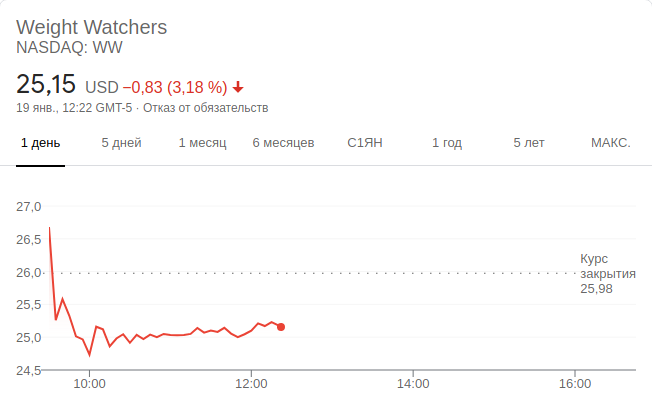 Weight Watchers
NASDAQ: WW
25,15 USD −0,83 (3,18 %)
19 янв., 12:22 GMT-5 · Отказ от обязательств
1 день 5 дней 1 месяц 6 месяцев С1ЯН 1 год 5 лет МАКС.
27,0
26,5
26,0
25,5
25,0
24,5
Курс
закрытия
25,98
10:00 12:00 14:00 16:00